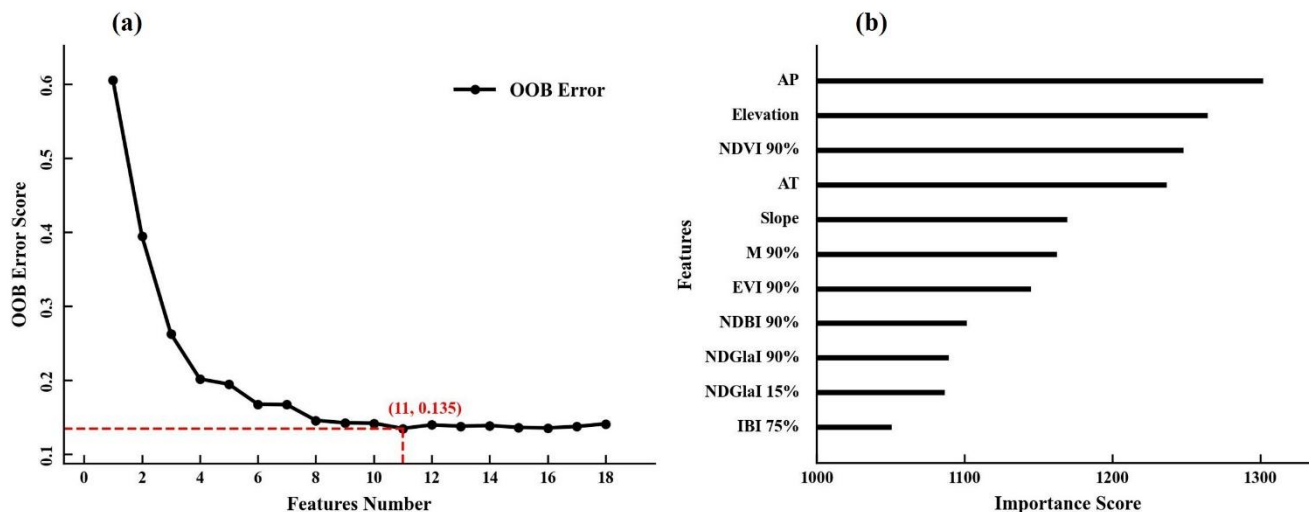 (a)
OOB Error Score
0.6
0.5
0.4
0.3
0.2
0.1
OOB Error
(11, 0.135)
0 2 4 6 8 10 12 14 16 18
Features Number
(b)
Features
AP
Elevation
NDVI 90%
AT
Slope
M 90%
EVI 90%
NDBI 90%
NDGlaI 90%
NDGlaI 15%
IBI 75%
1000 1100 1200 1300
Importance Score